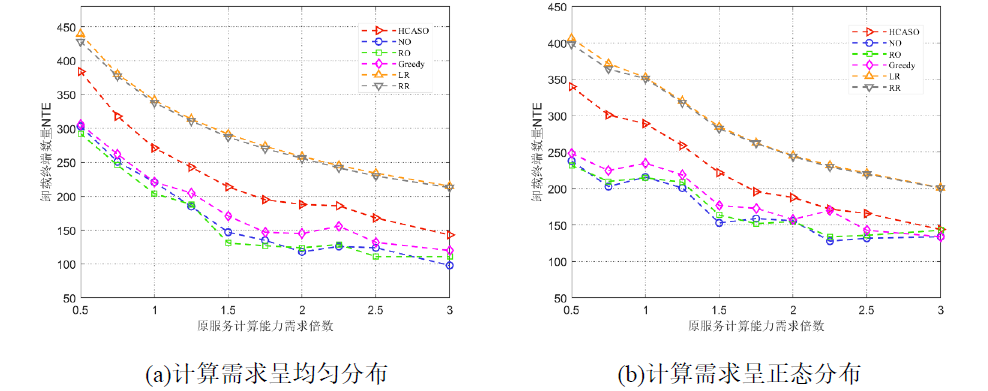 450
400
350
300
250
200
150
100
50
卸载终端数量NTE
HCASO
NO
RO
Greedy
LR
RR
0.5 1 1.5 2 2.5 3
原服务计算能力需求倍数
(a)计算需求呈均匀分布
450
400
350
300
250
200
150
100
50
卸载终端数量NTE
HCASO
NO
RO
Greedy
LR
RR
0.5 1 1.5 2 2.5 3
原服务计算能力需求倍数
(b)计算需求呈正态分布